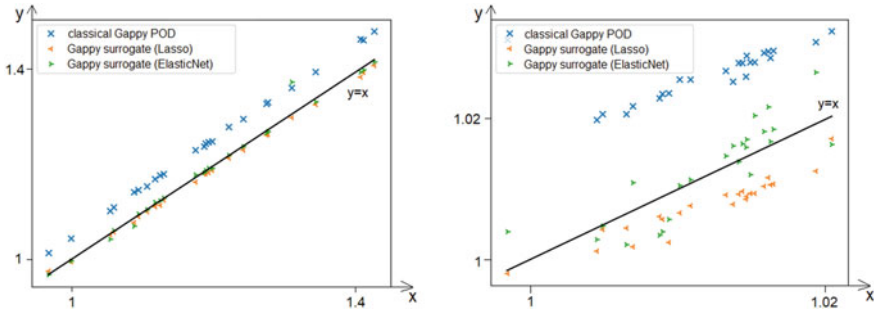 y
classical Gappy POD
Gappy surrogate (Lasso)
Gappy surrogate (ElasticNet)
1.4
y=x
1
1
1.4
x
y
classical Gappy POD
Gappy surrogate (Lasso)
Gappy surrogate (ElasticNet)
1.02
y=x
1
1
1.02
x